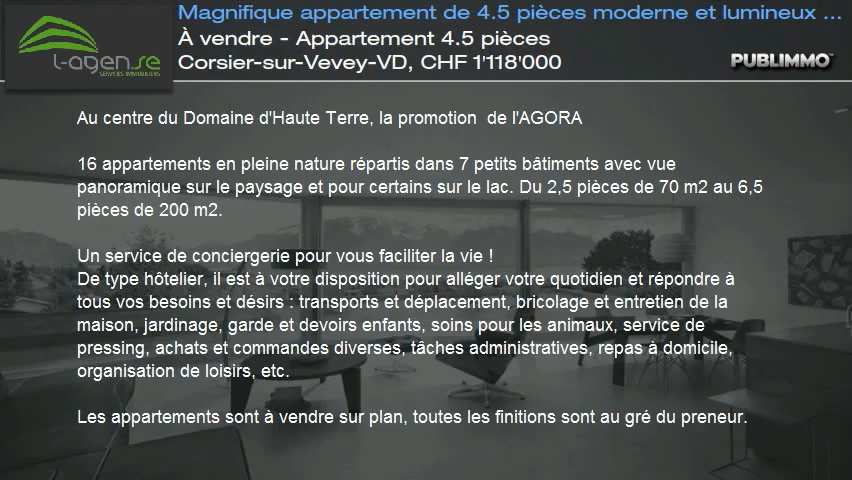 Magnifique appartement de 4.5 pièces moderne et lumineux ...
À vendre - Appartement 4.5 pièces
Corsier-sur-Vevey-VD, CHF 1'118'000
l-agen.se
SERVICES IMMOBILIERS
PUBLIMMO
Au centre du Domaine d'Haute Terre, la promotion de l'AGORA
16 appartements en pleine nature répartis dans 7 petits bâtiments avec vue
panoramique sur le paysage et pour certains sur le lac. Du 2,5 pièces de 70 m2 au 6,5
pièces de 200 m2.
Un service de conciergerie pour vous faciliter la vie !
De type hôtelier, il est à votre disposition pour alléger votre quotidien et répondre à
tous vos besoins et désirs : transports et déplacement, bricolage et entretien de la
maison, jardinage, garde et devoirs enfants, soins pour les animaux, service de
pressing, achats et commandes diverses, tâches administratives, repas à domicile,
organisation de loisirs, etc.
Les appartements sont à vendre sur plan, toutes les finitions sont au gré du preneur.